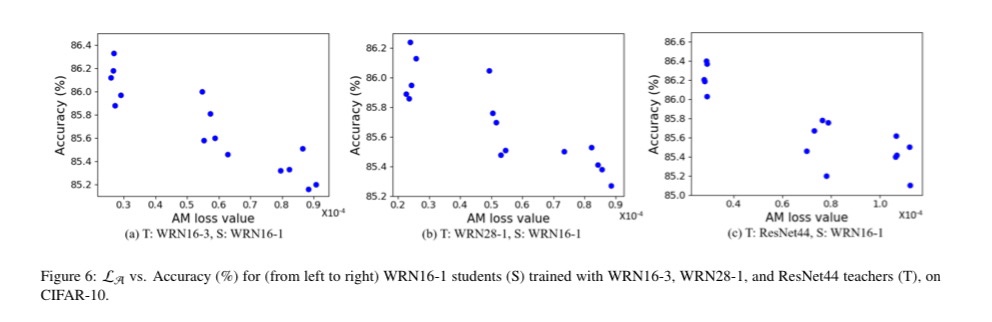 86.4
86.2
86.0
85.8
85.6
85.4
85.2
Accuracy (%)
0.3 0.4 0.5 0.6 0.7 0.8 0.9
X10⁻⁴
AM loss value
(a) T: WRN16-3, S: WRN16-1
86.2
86.0
85.8
85.6
85.4
85.2
Accuracy (%)
0.2 0.3 0.4 0.5 0.6 0.7 0.8 0.9
X10⁻⁴
AM loss value
(b) T: WRN28-1, S: WRN16-1
86.6
86.4
86.2
86.0
85.8
85.6
85.4
85.2
85.0
Accuracy (%)
0.4 0.6 0.8 1.0
X10⁻⁴
AM loss value
(c) T: ResNet44, S: WRN16-1
Figure 6: ℒ𝒜 vs. Accuracy (%) for (from left to right) WRN16-1 students (S) trained with WRN16-3, WRN28-1, and ResNet44 teachers (T), on
CIFAR-10.